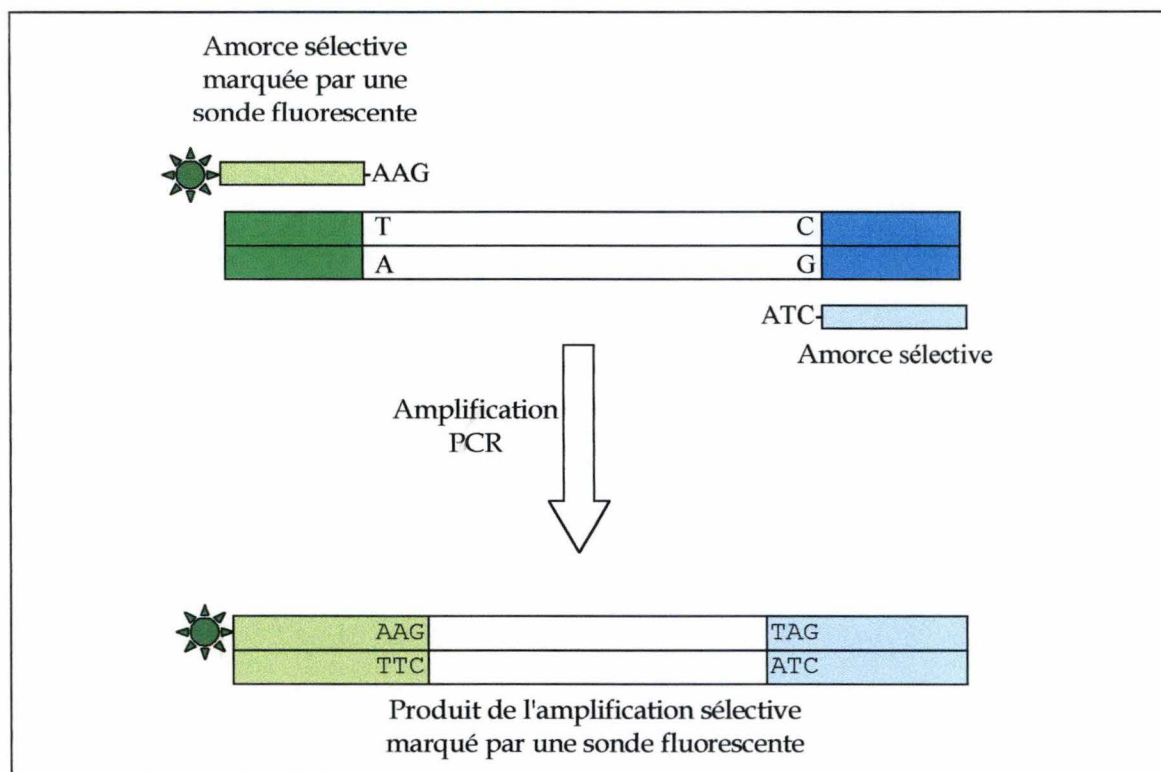 Amorce sélective
marquée par une
sonde fluorescente
-AAG
T
C
A
G
ATC-
Amorce sélective
Amplification
PCR
AAG
TAG
TTC
ATC
Produit de l'amplification sélective
marqué par une sonde fluorescente